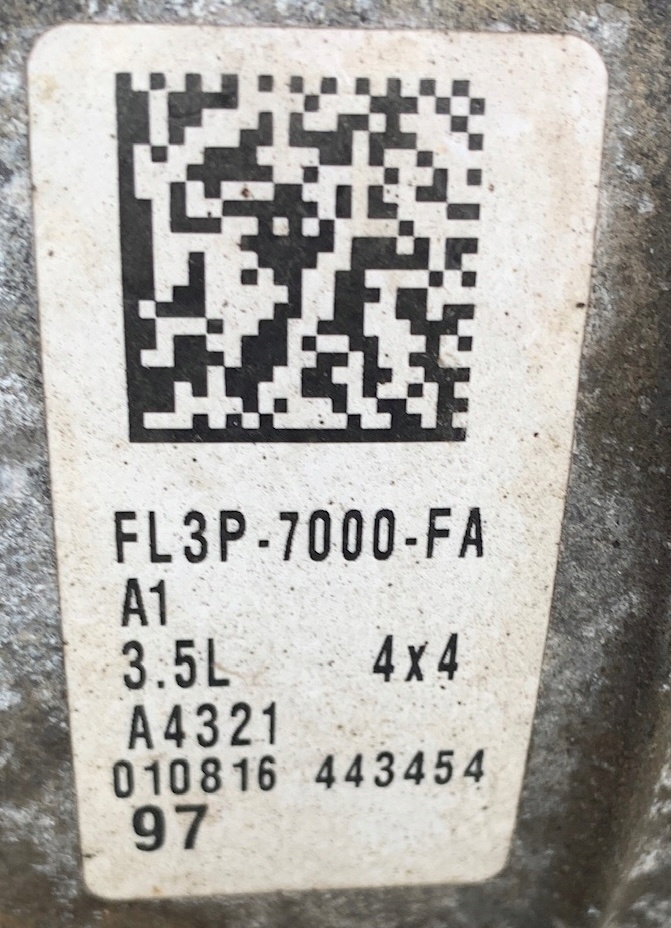 FL3P-7000-FA
A1
3.5L 4x4
A4321
010816 443454
97